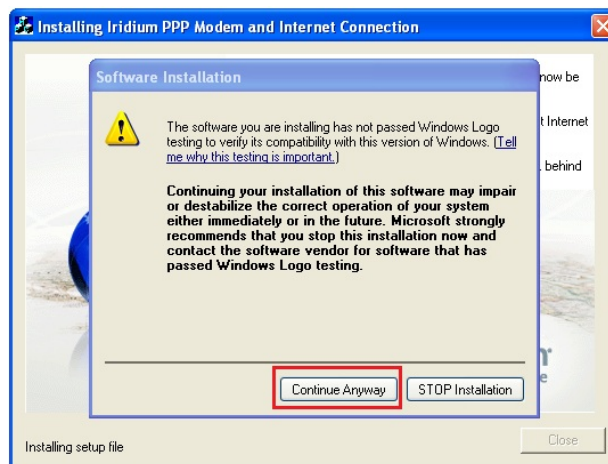 Installing Iridium PPP Modem and Internet Connection
Software Installation
now be
The software you are installing has not passed Windows Logo
testing to verify its compatibility with this version of Windows. (Tell
me why this testing is important.)
t Internet
behind
Continuing your installation of this software may impair
or destabilize the correct operation of your system
either immediately or in the future. Microsoft strongly
recommends that you stop this installation now and
contact the software vendor for software that has
passed Windows Logo testing.
Continue Anyway
STOP Installation
Installing setup file
Close